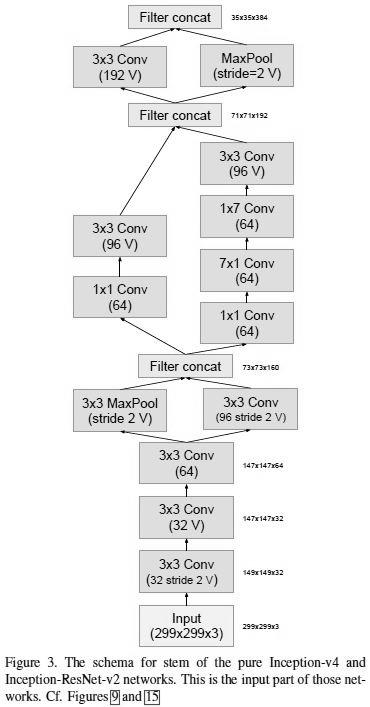 Filter concat
35x35x384
3x3 Conv
(192 V)
MaxPool
(stride=2 V)
Filter concat
71x71x192
3x3 Conv
(96 V)
1x7 Conv
(64)
3x3 Conv
(96 V)
7x1 Conv
(64)
1x1 Conv
(64)
1x1 Conv
(64)
Filter concat
73x73x160
3x3 MaxPool
(stride 2 V)
3x3 Conv
(96 stride 2 V)
3x3 Conv
(64)
147x147x64
3x3 Conv
(32 V)
147x147x32
3x3 Conv
(32 stride 2 V)
149x149x32
Input
(299x299x3)
299x299x3
Figure 3. The schema for stem of the pure Inception-v4 and
Inception-ResNet-v2 networks. This is the input part of those net-
works. Cf. Figures 9 and 15